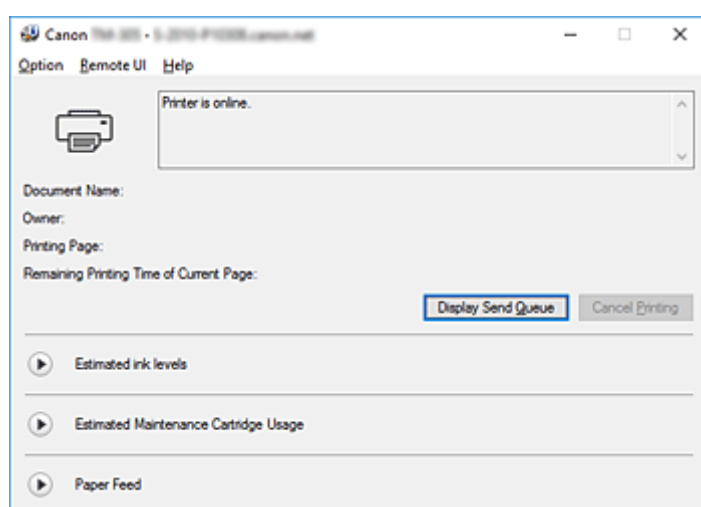 Canon
Option Remote UI Help
Printer is online.
Document Name:
Owner:
Printing Page:
Remaining Printing Time of Current Page:
Display Send Queue Cancel Printing
Estimated ink levels
Estimated Maintenance Cartridge Usage
Paper Feed